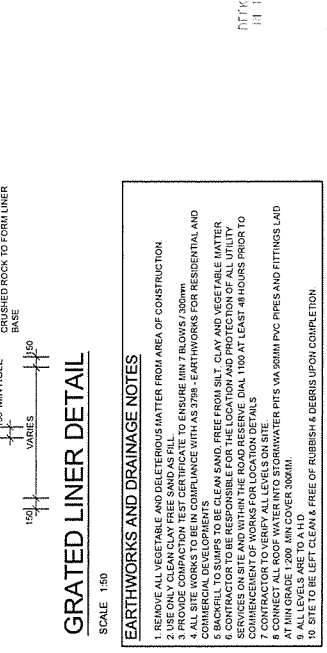 CRUSHED ROCK TO FORM LINER
BASE
150
VARIES
150
GRATED LINER DETAIL
SCALE 1:50
EARTHWORKS AND DRAINAGE NOTES
1. REMOVE ALL VEGETABLE AND DELETERIOUS MATTER FROM AREA OF CONSTRUCTION.
2. USE ONLY CLEAN CLAY FREE SAND AS FILL.
3. PROVIDE COMPACTION TEST CERTIFICATE TO ENSURE MIN 7 BLOWS / 300mm
4. ALL SITE WORKS TO BE IN COMPLIANCE WITH AS 3798 - EARTHWORKS FOR RESIDENTIAL AND
COMMERCIAL DEVELOPMENTS
5. BACKFILL TO SUMPS TO BE CLEAN SAND, FREE FROM SILT, CLAY AND VEGETABLE MATTER.
6. CONTRACTOR TO BE RESPONSIBLE FOR THE LOCATION AND PROTECTION OF ALL UTILITY
SERVICES ON SITE AND WITHIN THE ROAD RESERVE. DIAL 1100 AT LEAST 48 HOURS PRIOR TO
COMMENCEMENT OF WORKS FOR LOCATION DETAILS
7. CONTRACTOR TO VERIFY ALL LEVELS ON SITE.
8. CONNECT ALL ROOF WATER INTO STORMWATER PITS VIA 90MM PVC PIPES AND FITTINGS LAID
AT MIN GRADE 1:200. MIN COVER 300MM.
9. ALL LEVELS ARE TO A H D
10. SITE TO BE LEFT CLEAN & FREE OF RUBBISH & DEBRIS UPON COMPLETION.